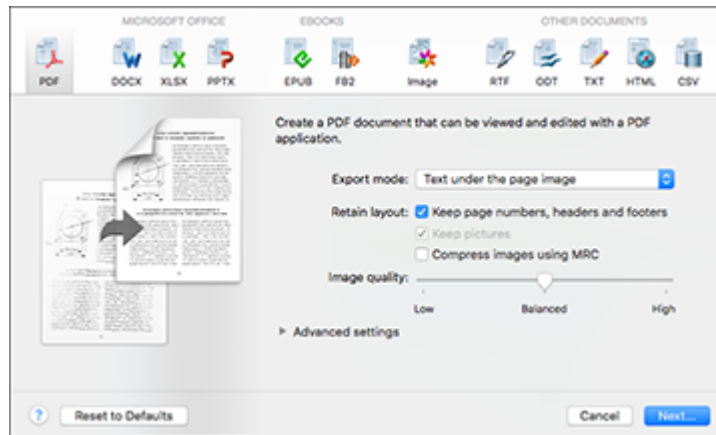 MICROSOFT OFFICE EBOOKS OTHER DOCUMENTS
PDF DOCX XLSX PPTX EPUB FB2 Image RTF ODT TXT HTML CSV
Create a PDF document that can be viewed and edited with a PDF
application.
Export mode: Text under the page image
Retain layout: Keep page numbers, headers and footers
Keep pictures
Compress images using MRC
Image quality:
Low Balanced High
Advanced settings
? Reset to Defaults Cancel Next...